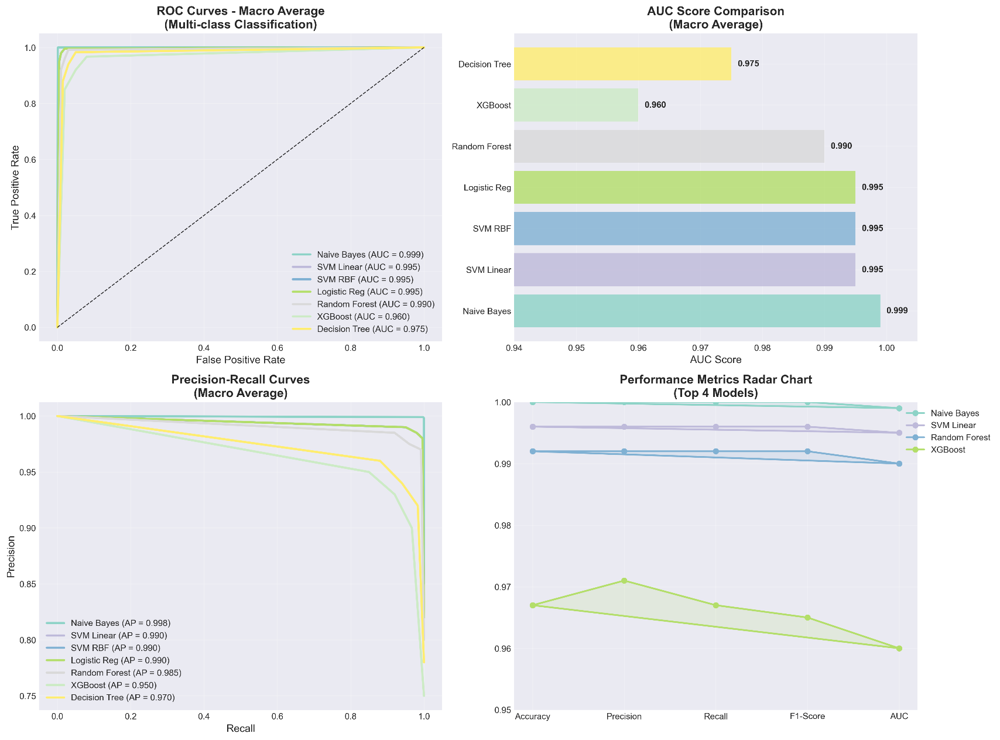 ROC Curves - Macro Average
(Multi-class Classification)
True Positive Rate
1.0
0.8
0.6
0.4
0.2
0.0
Naive Bayes (AUC = 0.999)
SVM Linear (AUC = 0.995)
SVM RBF (AUC = 0.995)
Logistic Reg (AUC = 0.995)
Random Forest (AUC = 0.990)
XGBoost (AUC = 0.960)
Decision Tree (AUC = 0.975)
0.0 0.2 0.4 0.6 0.8 1.0
False Positive Rate
AUC Score Comparison
(Macro Average)
Decision Tree 0.975
XGBoost 0.960
Random Forest 0.990
Logistic Reg 0.995
SVM RBF 0.995
SVM Linear 0.995
Naive Bayes 0.999
0.94 0.95 0.96 0.97 0.98 0.99 1.00
AUC Score
Precision-Recall Curves
(Macro Average)
Precision
1.00
0.95
0.90
0.85
0.80
0.75
Naive Bayes (AP = 0.998)
SVM Linear (AP = 0.990)
SVM RBF (AP = 0.990)
Logistic Reg (AP = 0.990)
Random Forest (AP = 0.985)
XGBoost (AP = 0.950)
Decision Tree (AP = 0.970)
0.0 0.2 0.4 0.6 0.8 1.0
Recall
Performance Metrics Radar Chart
(Top 4 Models)
1.00
0.99
0.98
0.97
0.96
0.95
Naive Bayes
SVM Linear
Random Forest
XGBoost
Accuracy Precision Recall F1-Score AUC